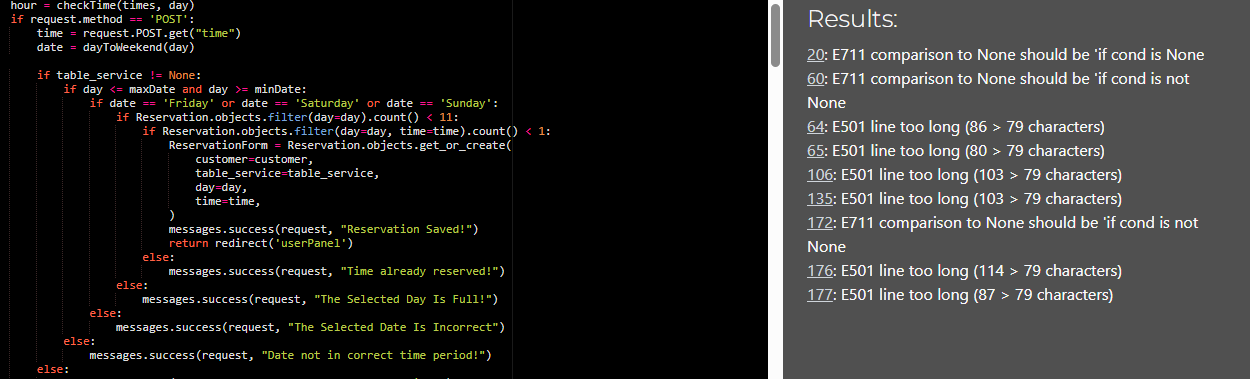 hour = checkTime(times, day)
if request.method == 'POST':
    time = request.POST.get("time")
    date = dayToWeekend(day)
    if table_service != None:
        if day <= maxDate and day >= minDate:
            if date == 'Friday' or date == 'Saturday' or date == 'Sunday':
                if Reservation.objects.filter(day=day).count() < 11:
                    if Reservation.objects.filter(day=day, time=time).count() < 1:
                        ReservationForm = Reservation.objects.get_or_create(
                            customer=customer,
                            table_service=table_service,
                            day=day,
                            time=time,
                        )
                        messages.success(request, "Reservation Saved!")
                        return redirect('userPanel')
                    else:
                        messages.success(request, "Time already reserved!")
                else:
                    messages.success(request, "The Selected Day Is Full!")
            else:
                messages.success(request, "The Selected Date Is Incorrect")
        else:
            messages.success(request, "Date not in correct time period!")
    else:
Results:
20: E711 comparison to None should be 'if cond is None
60: E711 comparison to None should be 'if cond is not
None
64: E501 line too long (86 > 79 characters)
65: E501 line too long (80 > 79 characters)
106: E501 line too long (103 > 79 characters)
135: E501 line too long (103 > 79 characters)
172: E711 comparison to None should be 'if cond is not
None
176: E501 line too long (114 > 79 characters)
177: E501 line too long (87 > 79 characters)